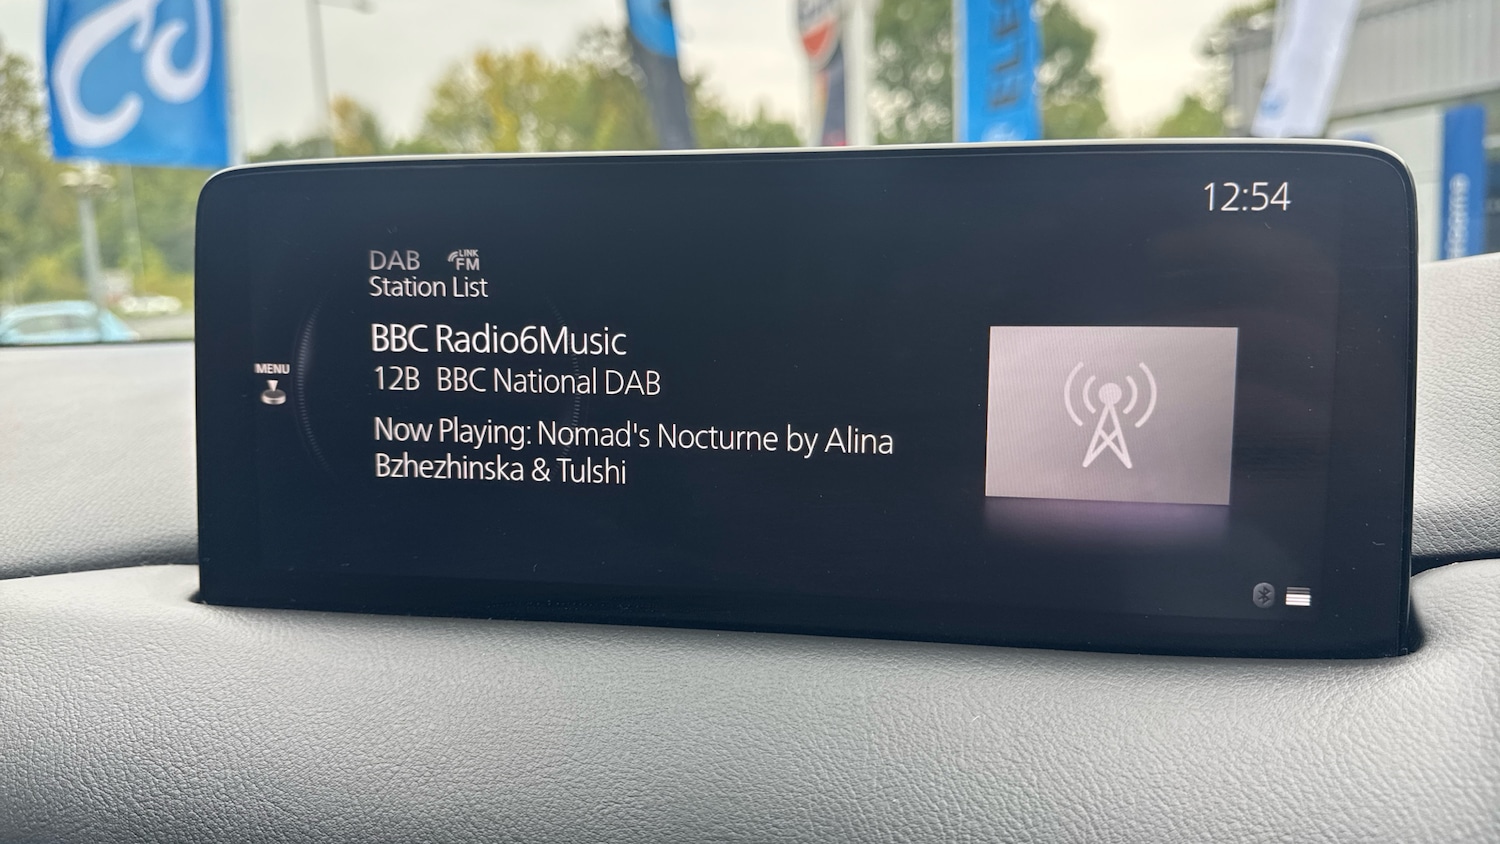 12:54
DAB LINK FM
Station List
BBC Radio6Music
MENU
12B BBC National DAB
Now Playing: Nomad's Nocturne by Alina
Bzhezhinska & Tulshi